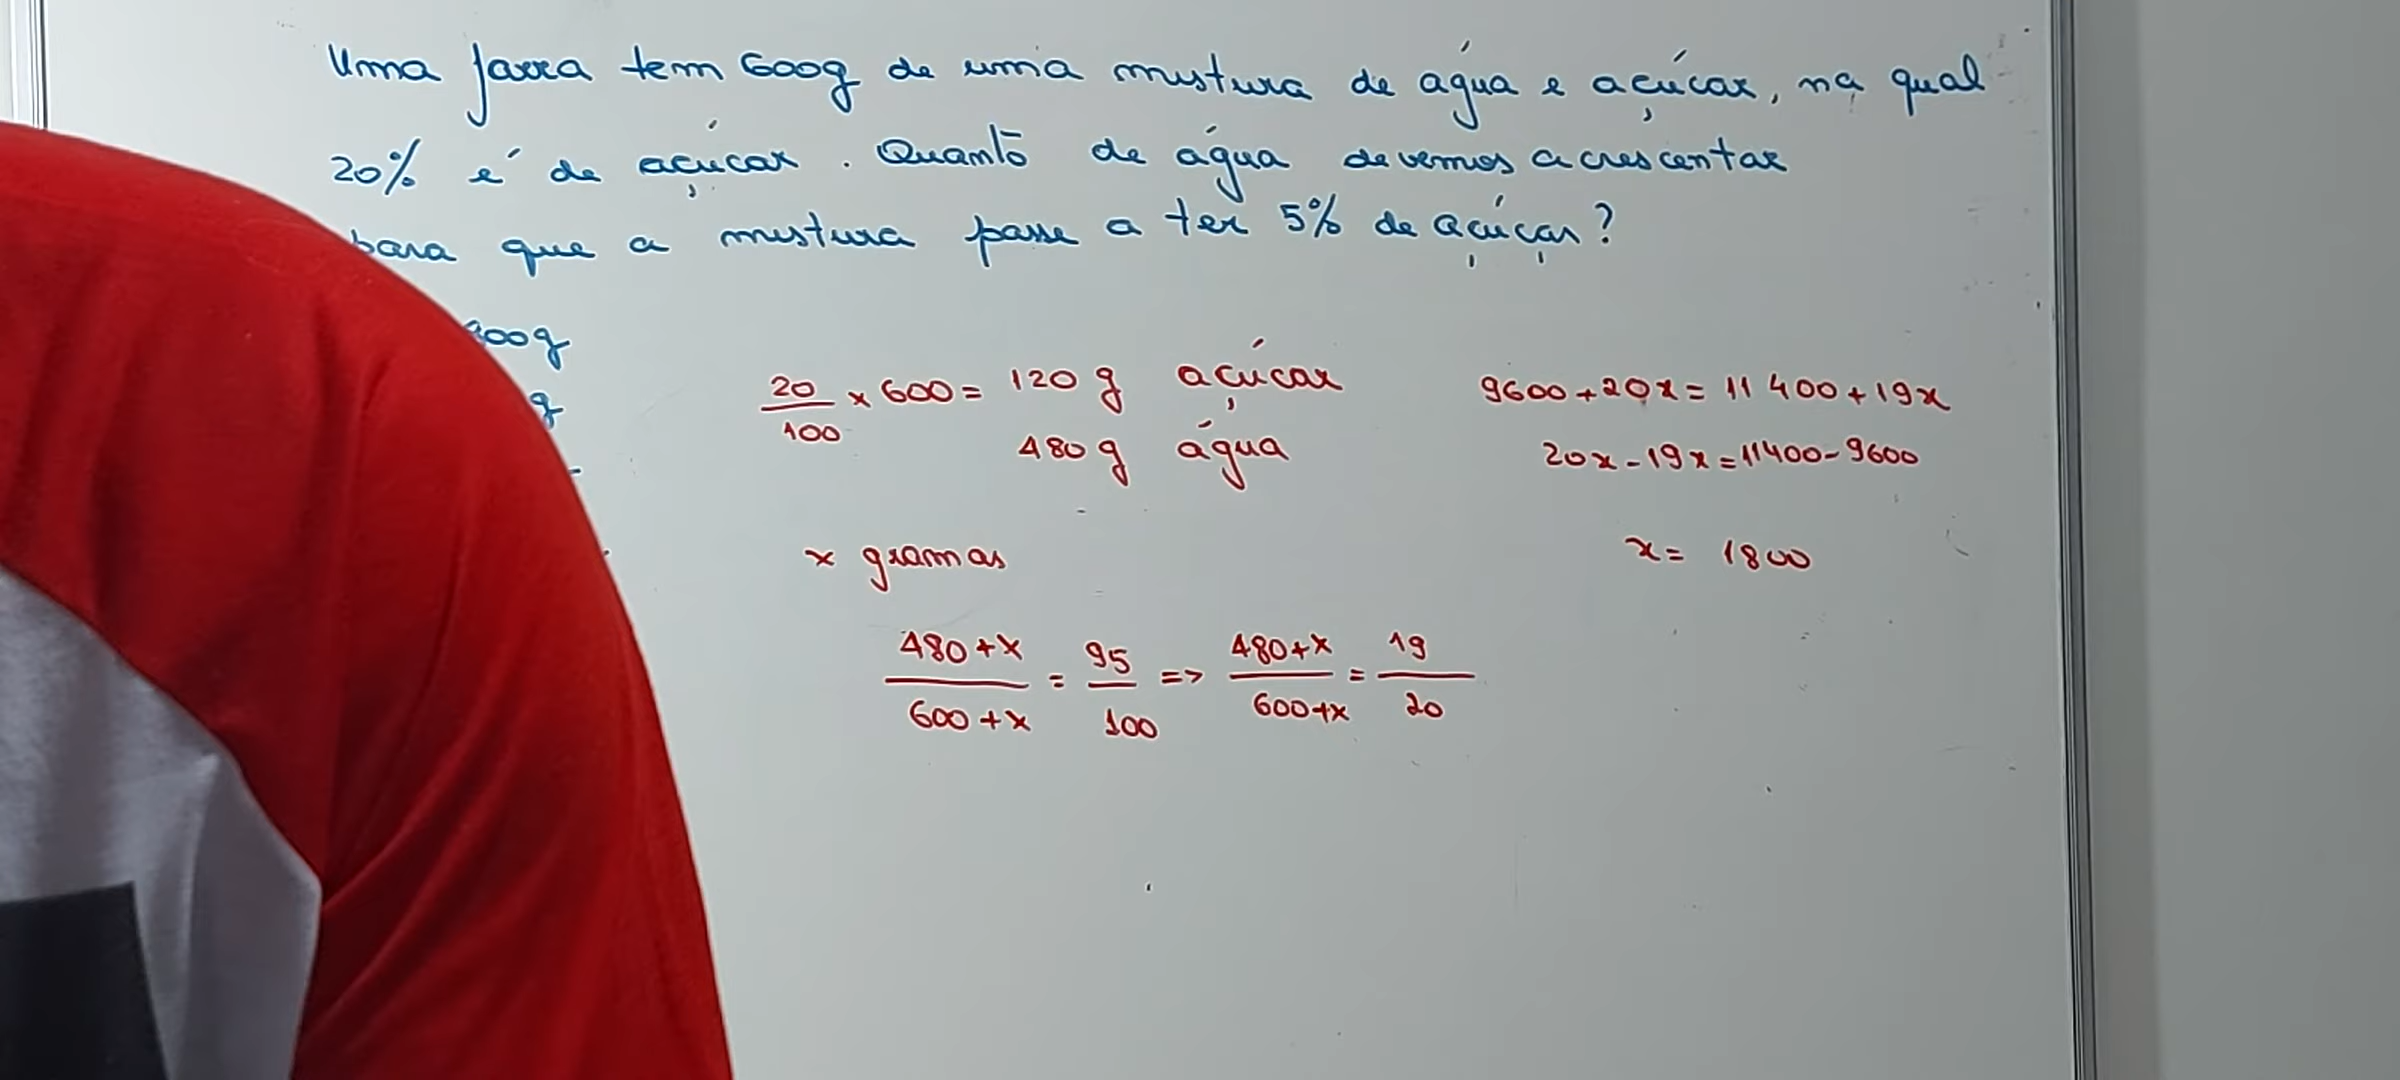 Uma jarra tem 600g de uma mistura de água e açúcar, na qual
20% é de açúcar. Quanto de água devemos acrescentar
para que a mistura passe a ter 5% de açúçar?
00g
g
20/100 × 600 = 120 g açúcar
480 g água
x gramas
480+x/600+x = 95/100 => 480+x/600+x = 19/20
9600+20x = 11 400+19x
20x-19x=11400-9600
x= 1800